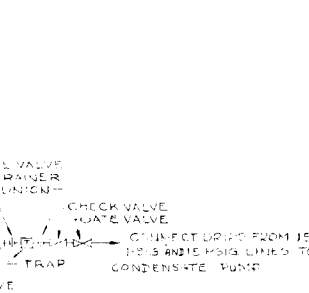 VALVE
RAINER
UNION
CHECK VALVE
GATE VALVE
CONNECT DRIPS FROM 15
PSIG AND 15 PSIG LINES TO
TRAP
CONDENSATE PUMP
VE